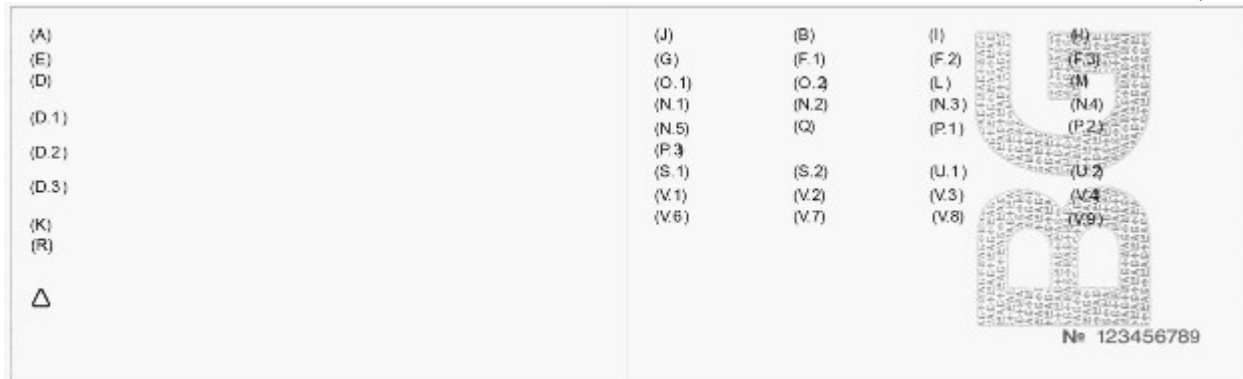 (A)
(E)
(D)
(D.1)
(D.2)
(D.3)
(K)
(R)
(J) (B) (I) (H)
(G) (F.1) (F.2) (F.3)
(O.1) (O.2) (L) (M)
(N.1) (N.2) (N.3) (N.4)
(N.5) (Q) (P.1) (P.2)
(P.3)
(S.1) (S.2) (U.1) (U.2)
(V.1) (V.2) (V.3) (V.4)
(V.6) (V.7) (V.8) (V.9)
BG
№ 123456789